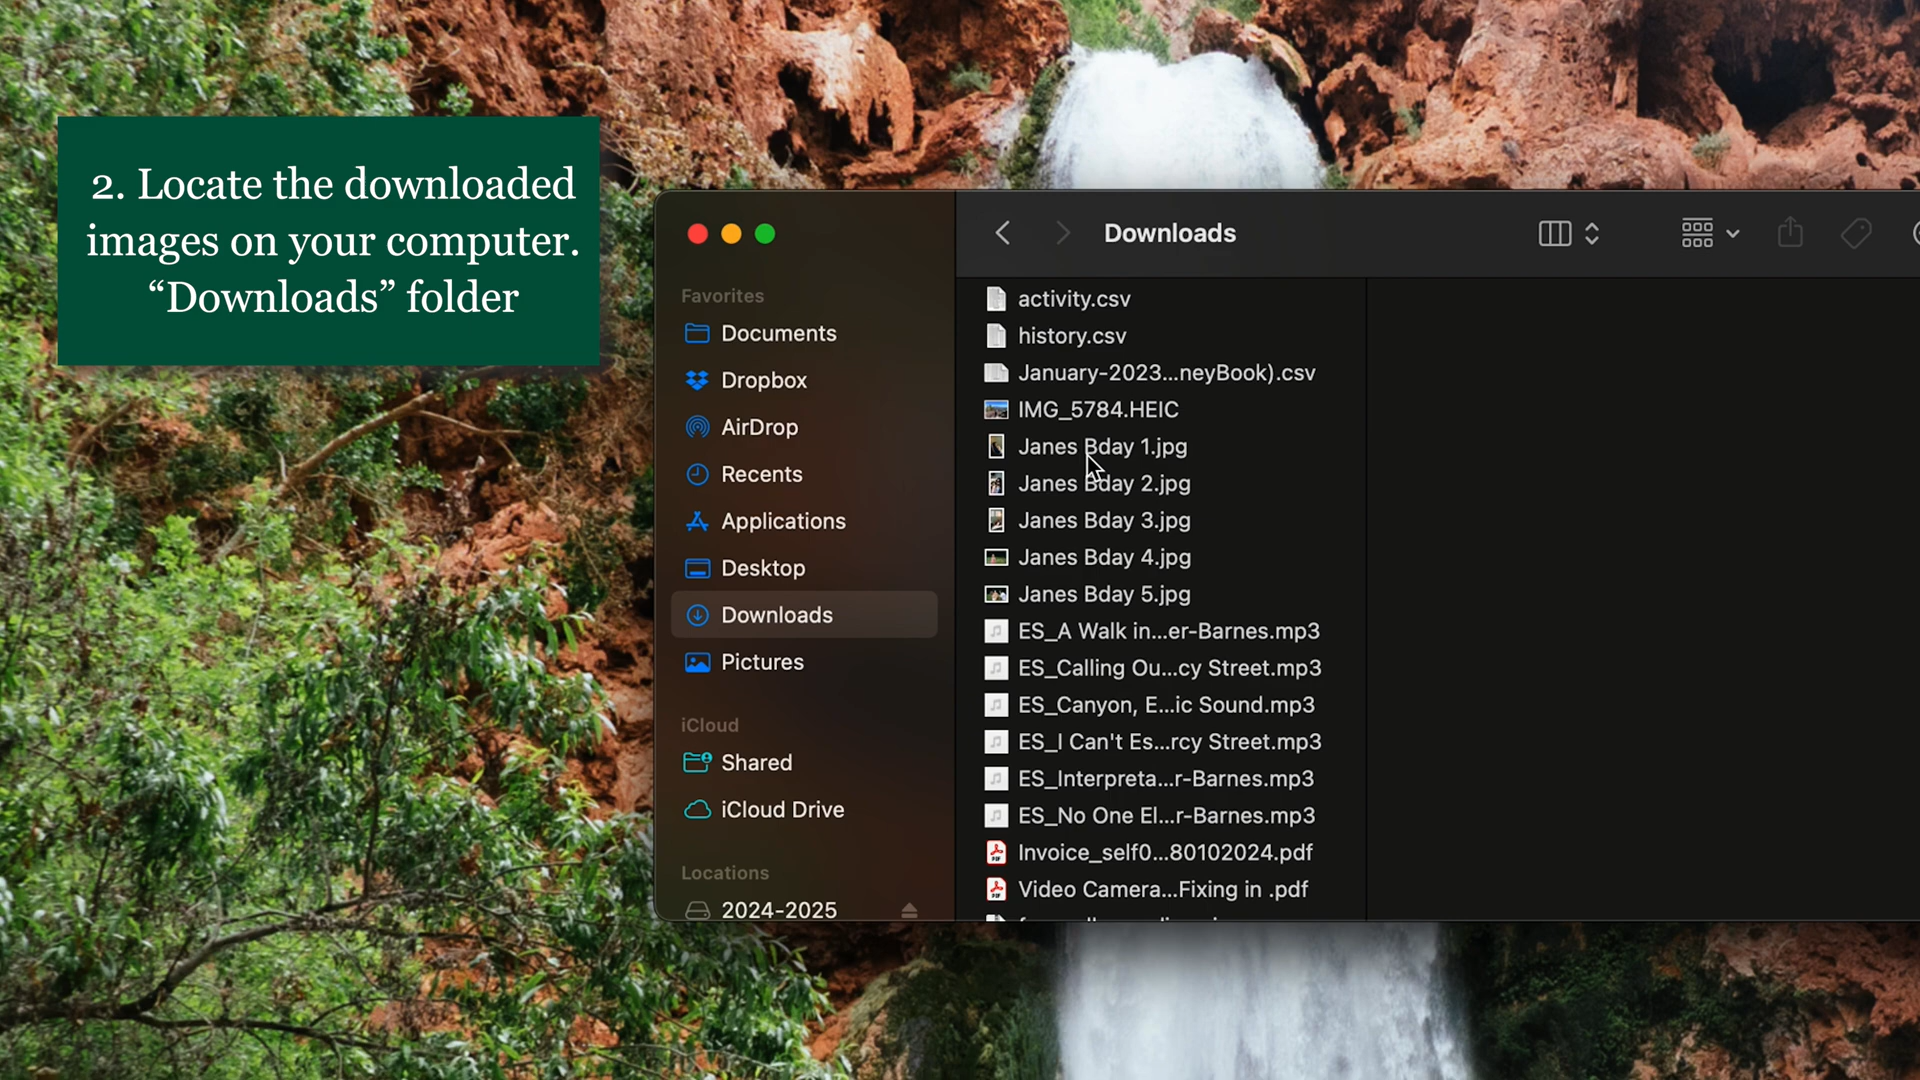 2. Locate the downloaded
images on your computer.
“Downloads” folder
Downloads
Favorites
Documents
Dropbox
AirDrop
Recents
Applications
Desktop
Downloads
Pictures
iCloud
Shared
iCloud Drive
Locations
2024-2025
activity.csv
history.csv
January-2023...neyBook).csv
IMG_5784.HEIC
Janes Bday 1.jpg
Janes Bday 2.jpg
Janes Bday 3.jpg
Janes Bday 4.jpg
Janes Bday 5.jpg
ES_A Walk in...er-Barnes.mp3
ES_Calling Ou...cy Street.mp3
ES_Canyon, E...ic Sound.mp3
ES_I Can't Es...rcy Street.mp3
ES_Interpreta...r-Barnes.mp3
ES_No One El...r-Barnes.mp3
Invoice_self0...80102024.pdf
Video Camera...Fixing in .pdf